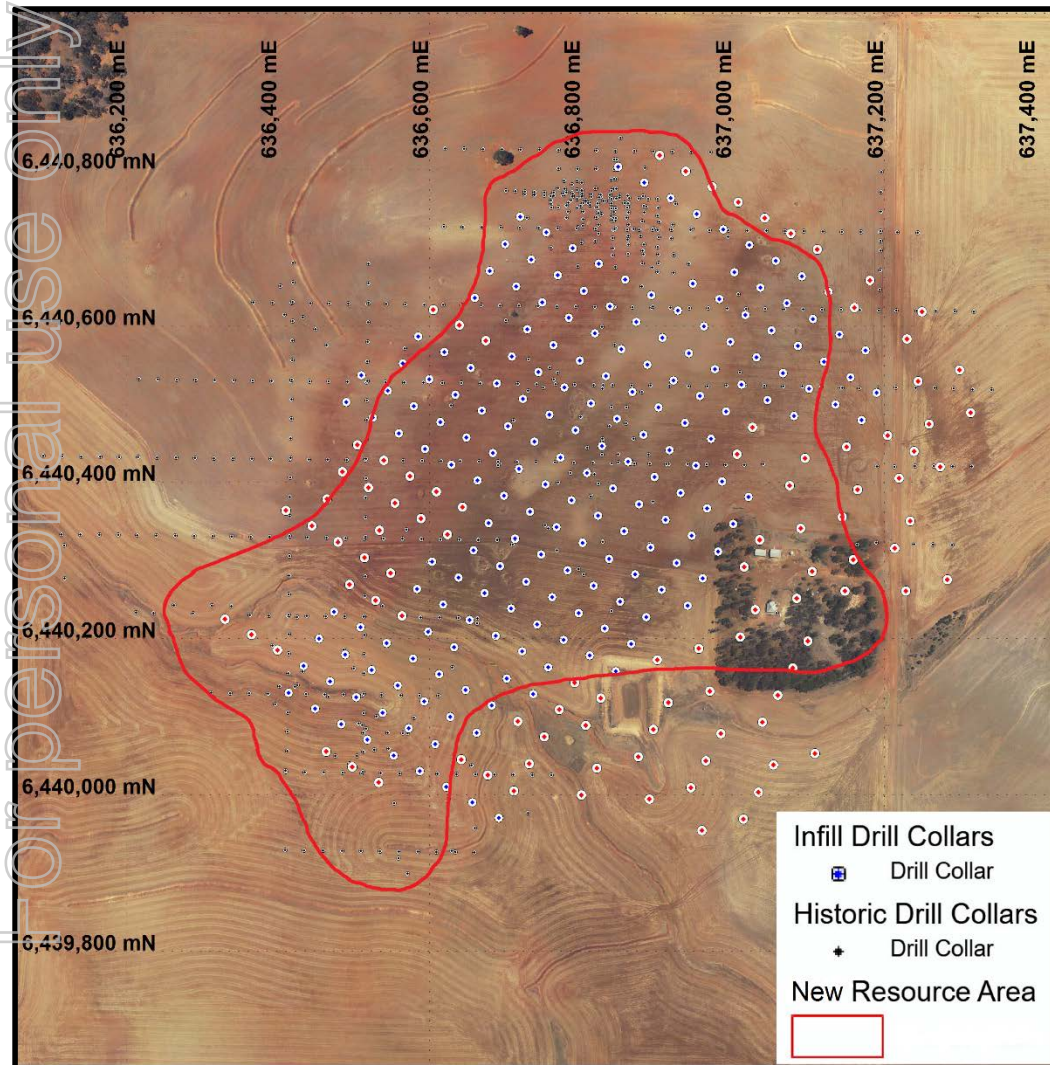 For personal use only
636,200 mE
636,400 mE
636,600 mE
636,800 mE
637,000 mE
637,200 mE
637,400 mE
6,440,800 mN
6,440,600 mN
6,440,400 mN
6,440,200 mN
6,440,000 mN
6,439,800 mN
Infill Drill Collars
Drill Collar
Historic Drill Collars
Drill Collar
New Resource Area